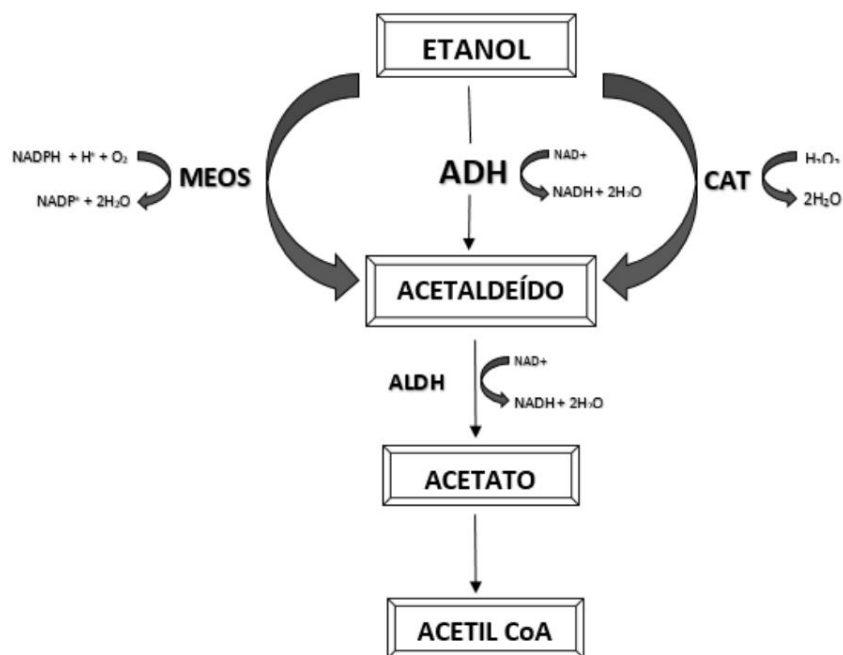 ETANOL
NADPH + H⁺ + O₂
NADP⁺ + 2H₂O
MEOS
ADH
NAD+
NADH + 2H₂O
CAT
H₂O₂
2H₂O
ACETALDEÍDO
ALDH
NAD+
NADH + 2H₂O
ACETATO
ACETIL CoA